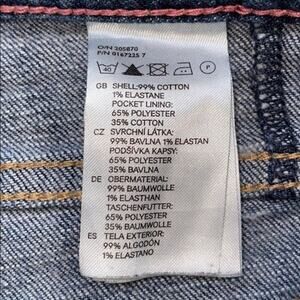 O/N 205870
P/N 0167225 7
40 P
GB SHELL:99% COTTON
1% ELASTANE
POCKET LINING:
65% POLYESTER
35% COTTON
CZ SVRCHNÍ LÁTKA:
99% BAVLNA 1% ELASTAN
PODŠÍVKA KAPSY:
65% POLYESTER
35% BAVLNA
DE OBERMATERIAL:
99% BAUMWOLLE
1% ELASTHAN
TASCHENFUTTER:
65% POLYESTER
35% BAUMWOLLE
ES TELA EXTERIOR:
99% ALGODÓN
1% ELASTANO